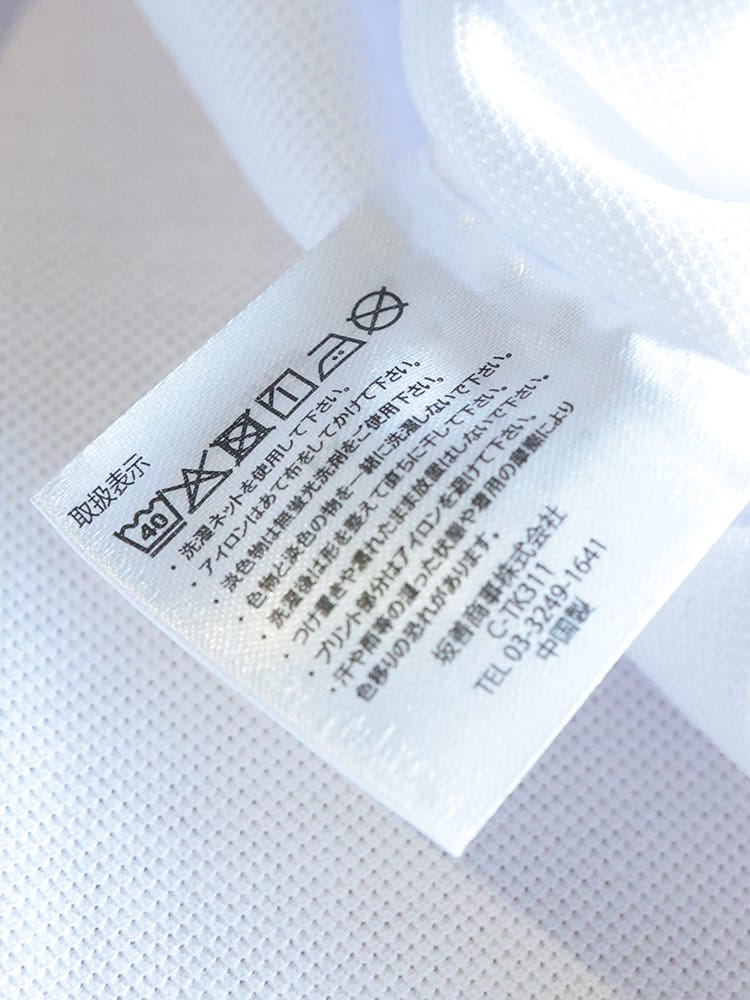 取扱表示
40
・洗濯ネットを使用して下さい。
・アイロンはあて布をしてかけて下さい。
・淡色物は無蛍光洗剤をご使用下さい。
・色物と淡色の物を一緒に洗濯しないで下さい。
・洗濯後は形を整えて直ちに干して下さい。
・つけ置きや濡れたまま放置はしないで下さい。
・プリント部分はアイロンを避けて下さい。
・汗や雨等の湿った状態や着用の摩擦により
色移りの恐れがあります。
坂善商事株式会社
C-TK311
TEL 03-3249-1641
中国製